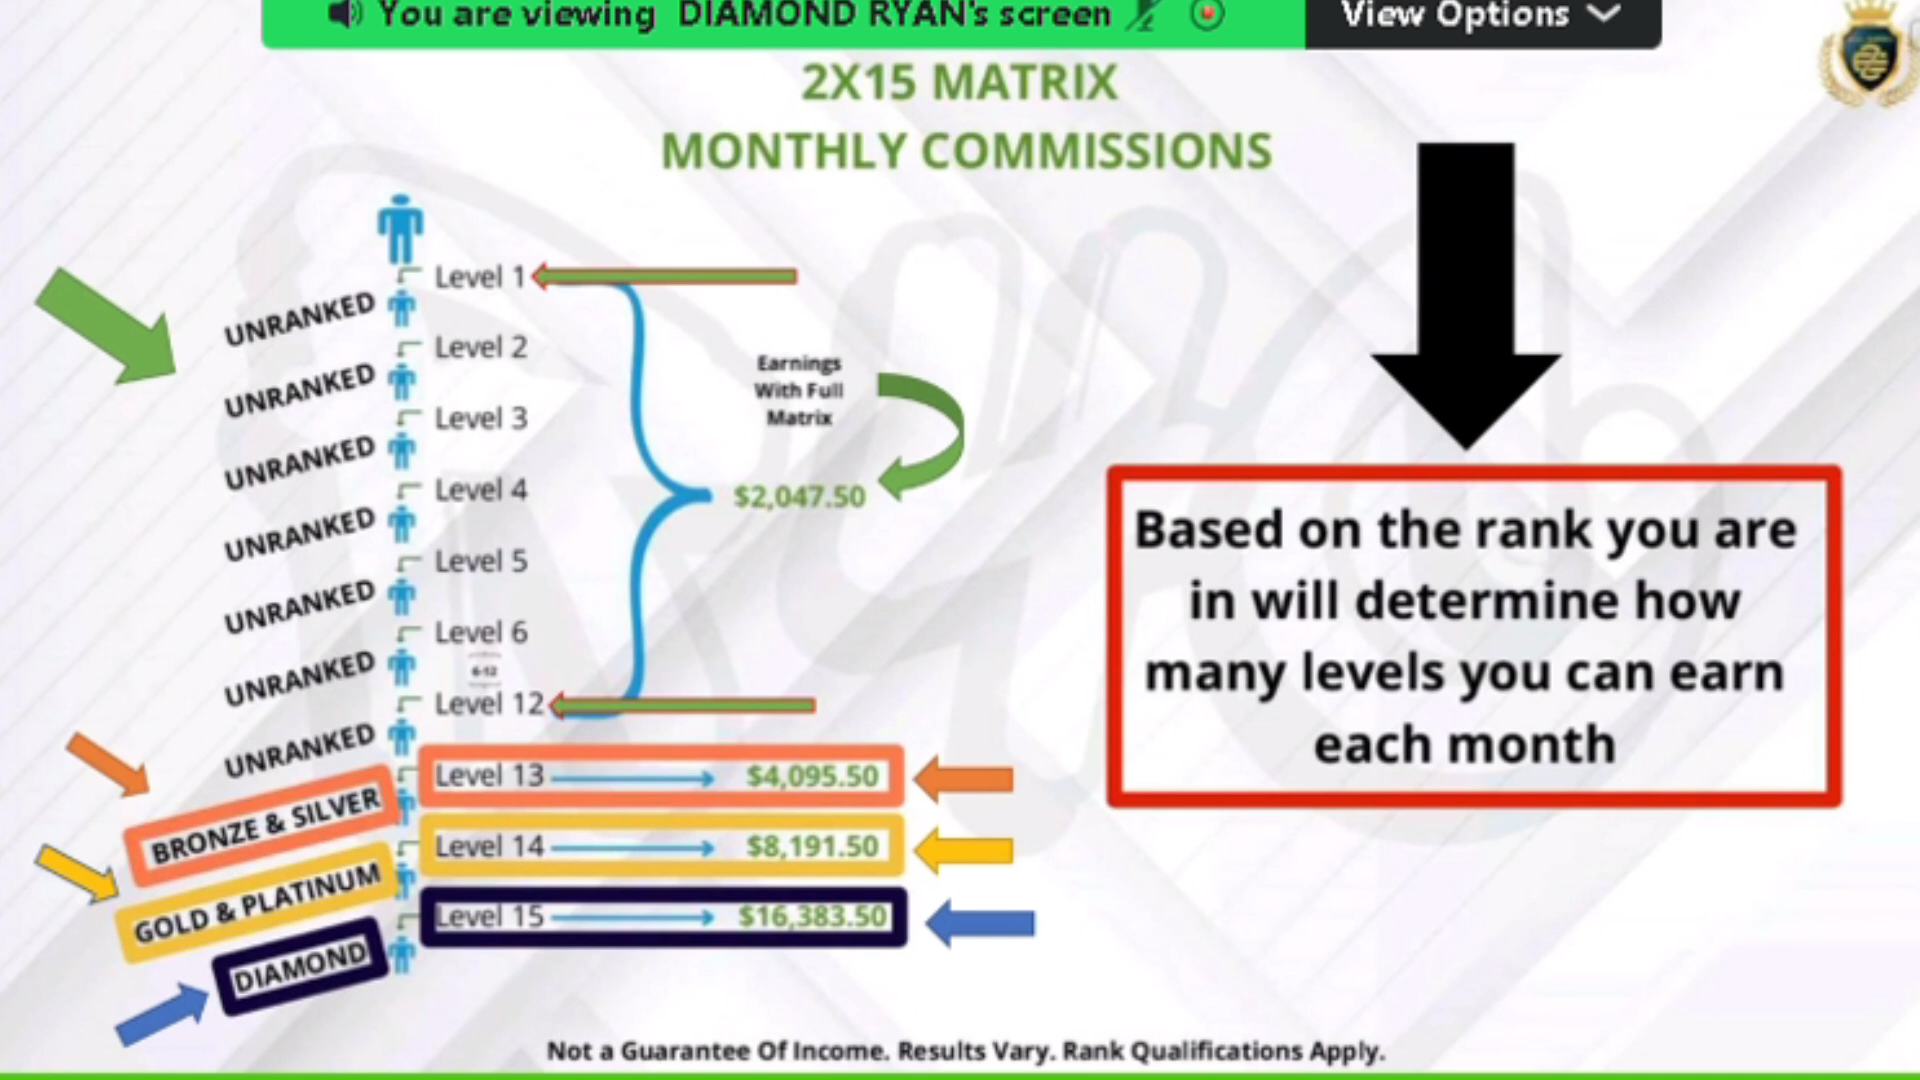 You are viewing DIAMOND RYAN's screen
View Options
2X15 MATRIX
MONTHLY COMMISSIONS
Level 1
UNRANKED
Level 2
UNRANKED
Level 3
UNRANKED
Level 4
UNRANKED
Level 5
UNRANKED
Level 6
6-12
UNRANKED
Level 12
UNRANKED
Earnings
With Full
Matrix
$2,047.50
Level 13 $4,095.50
BRONZE & SILVER
Level 14 $8,191.50
GOLD & PLATINUM
Level 15 $16,383.50
DIAMOND
Based on the rank you are
in will determine how
many levels you can earn
each month
Not a Guarantee Of Income. Results Vary. Rank Qualifications Apply.